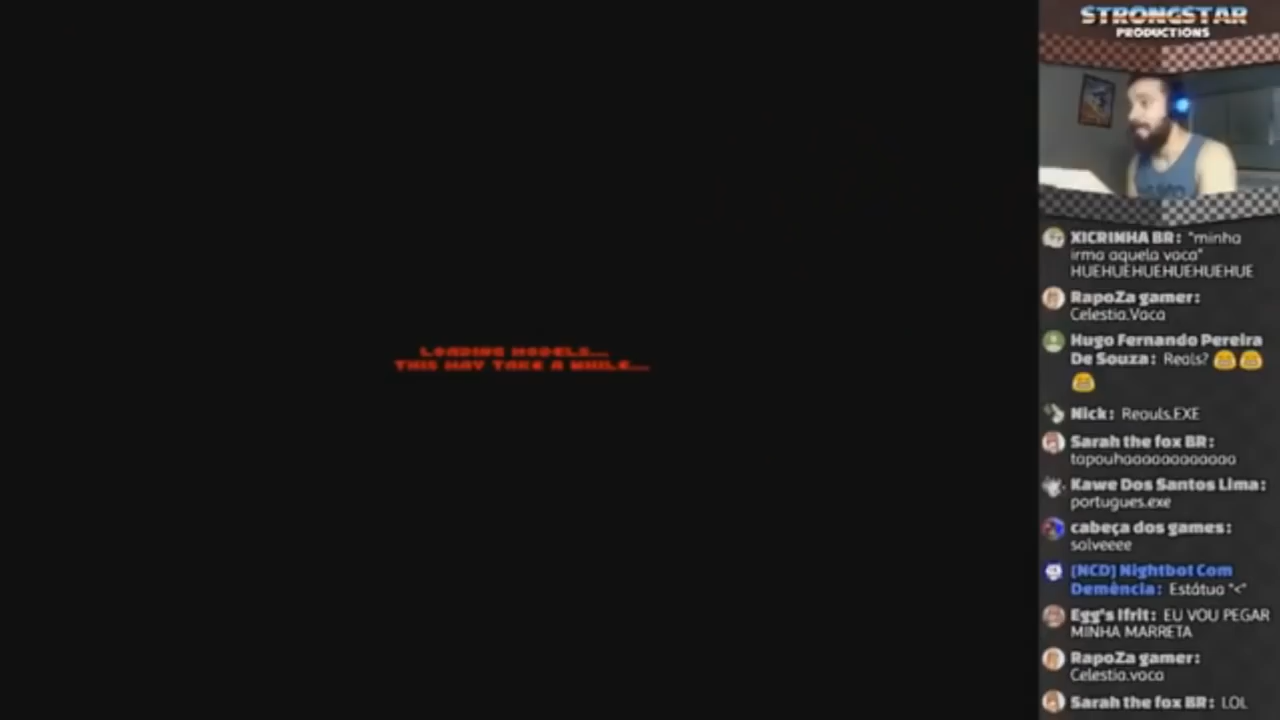 STRONGSTAR
PRODUCTIONS
LOADING MODELS...
THIS MAY TAKE A WHILE...
XICRINHA BR: "minha
irma aquela vaca"
HUEHUEHUEHUEHUEHUE
RapoZa gamer:
Celestia.Vaca
Hugo Fernando Pereira
De Souza: Reals?
Nick: Reouls.EXE
Sarah the fox BR:
tapouhaaaaaaaaaaaa
Kawe Dos Santos Lima:
portugues.exe
cabeça dos games:
salveeee
[NCD] Nightbot Com
Demência: Estátua "<"
Egg's Ifrit: EU VOU PEGAR
MINHA MARRETA
RapoZa gamer:
Celestia.vaca
Sarah the fox BR: LOL